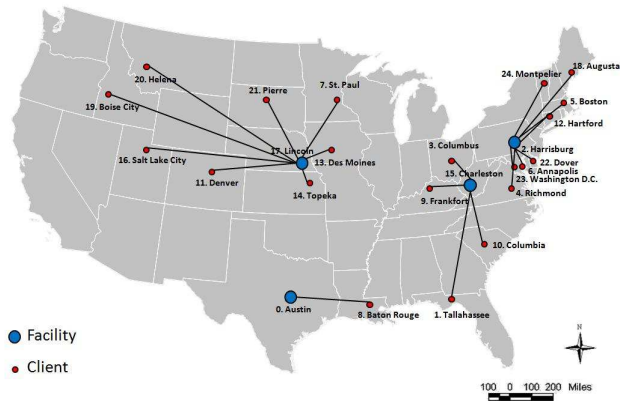 18. Augusta
24. Montpelier
20. Helena
21. Pierre
7. St. Paul
5. Boston
19. Boise City
12. Hartford
3. Columbus
2. Harrisburg
17. Lincoln
16. Salt Lake City
13. Des Moines
22. Dover
6. Annapolis
15. Charleston
11. Denver
23. Washington D.C.
14. Topeka
4. Richmond
9. Frankfort
10. Columbia
0. Austin
8. Baton Rouge
1. Tallahassee
Facility
Client
N
100 0 100 200 Miles